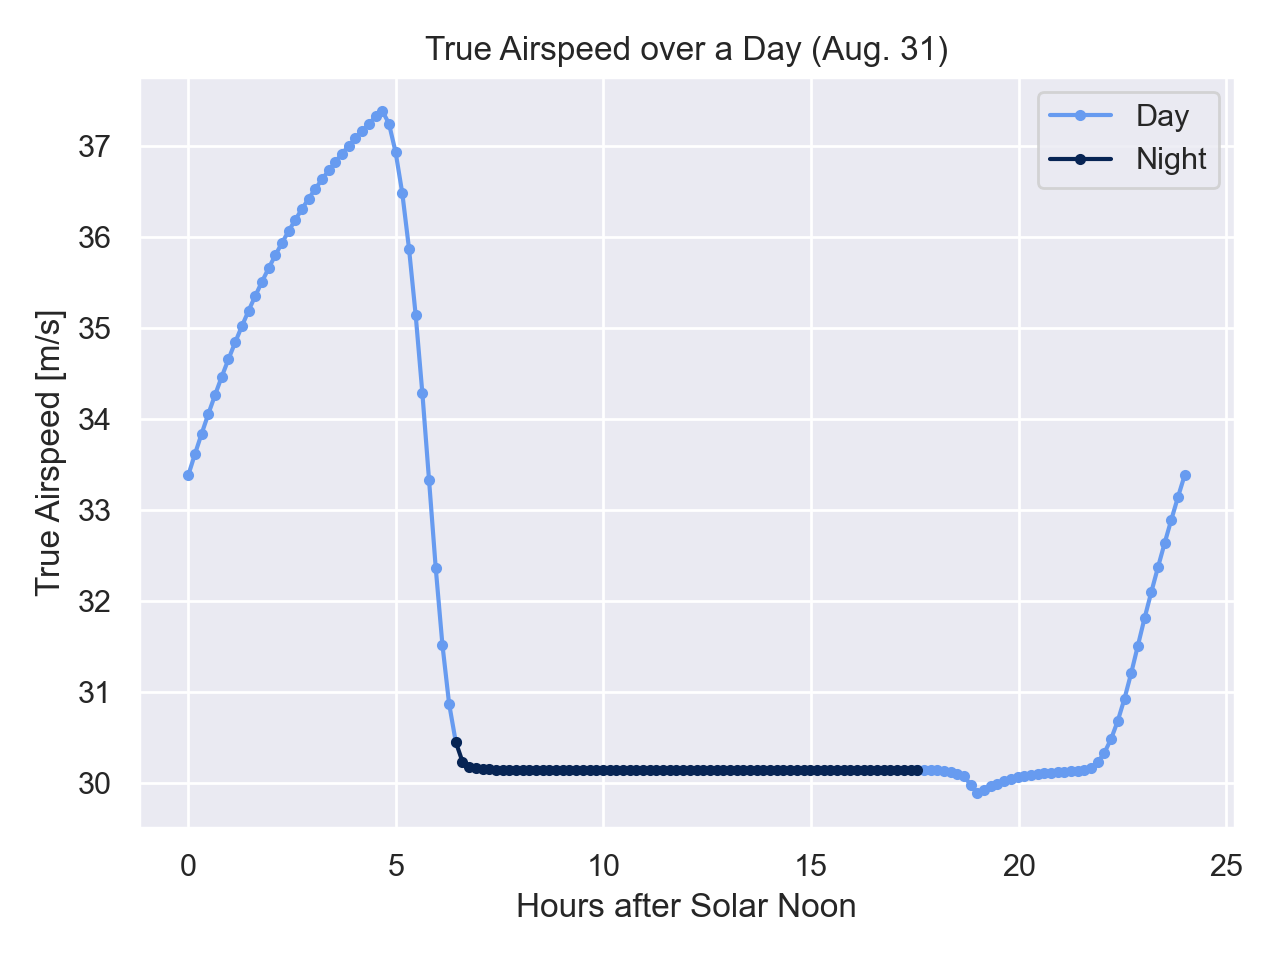 True Airspeed over a Day (Aug. 31)
Day
Night
True Airspeed [m/s]
37
36
35
34
33
32
31
30
0 5 10 15 20 25
Hours after Solar Noon